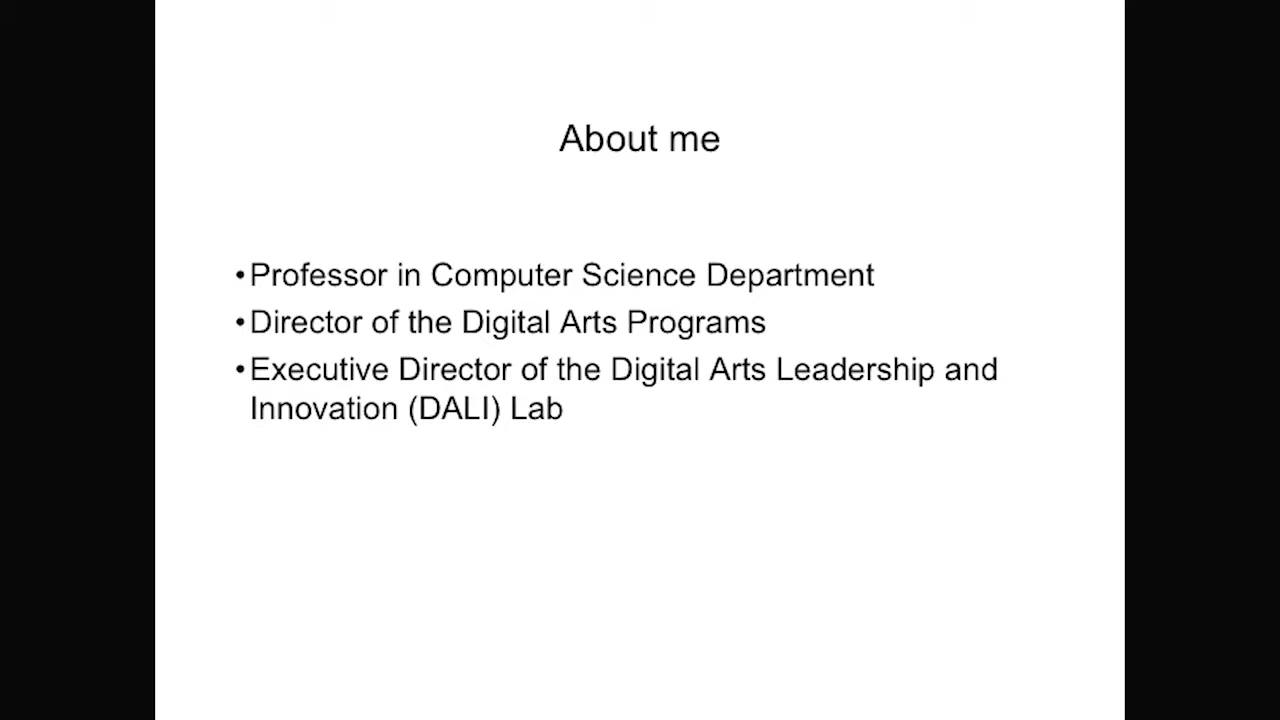 About me
•Professor in Computer Science Department
•Director of the Digital Arts Programs
•Executive Director of the Digital Arts Leadership and
Innovation (DALI) Lab